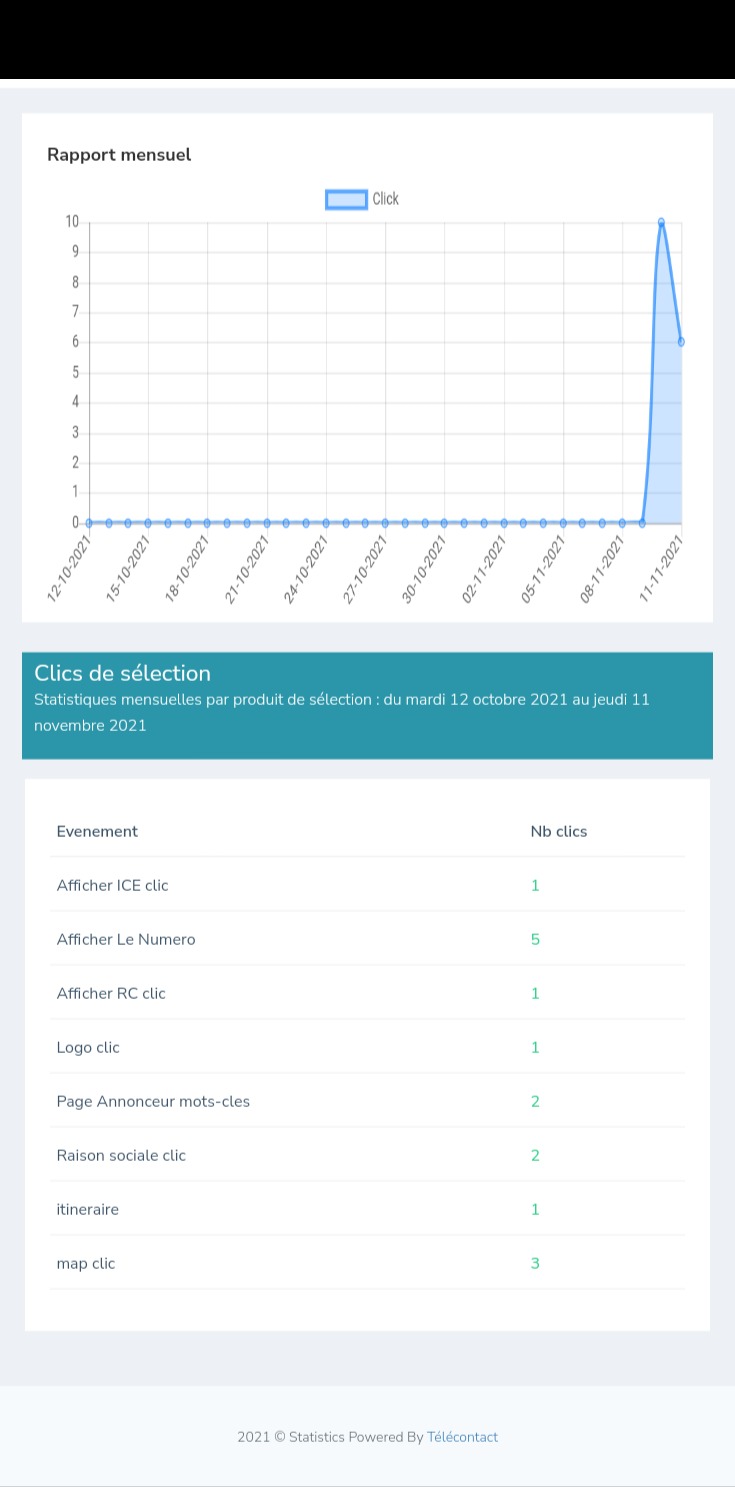 Rapport mensuel
Click
10
9
8
7
6
5
4
3
2
1
0
12-10-2021
15-10-2021
18-10-2021
21-10-2021
24-10-2021
27-10-2021
30-10-2021
02-11-2021
05-11-2021
08-11-2021
11-11-2021
Clics de sélection
Statistiques mensuelles par produit de sélection : du mardi 12 octobre 2021 au jeudi 11
novembre 2021
Evenement Nb clics
Afficher ICE clic 1
Afficher Le Numero 5
Afficher RC clic 1
Logo clic 1
Page Annonceur mots-cles 2
Raison sociale clic 2
itineraire 1
map clic 3
2021 © Statistics Powered By Télécontact